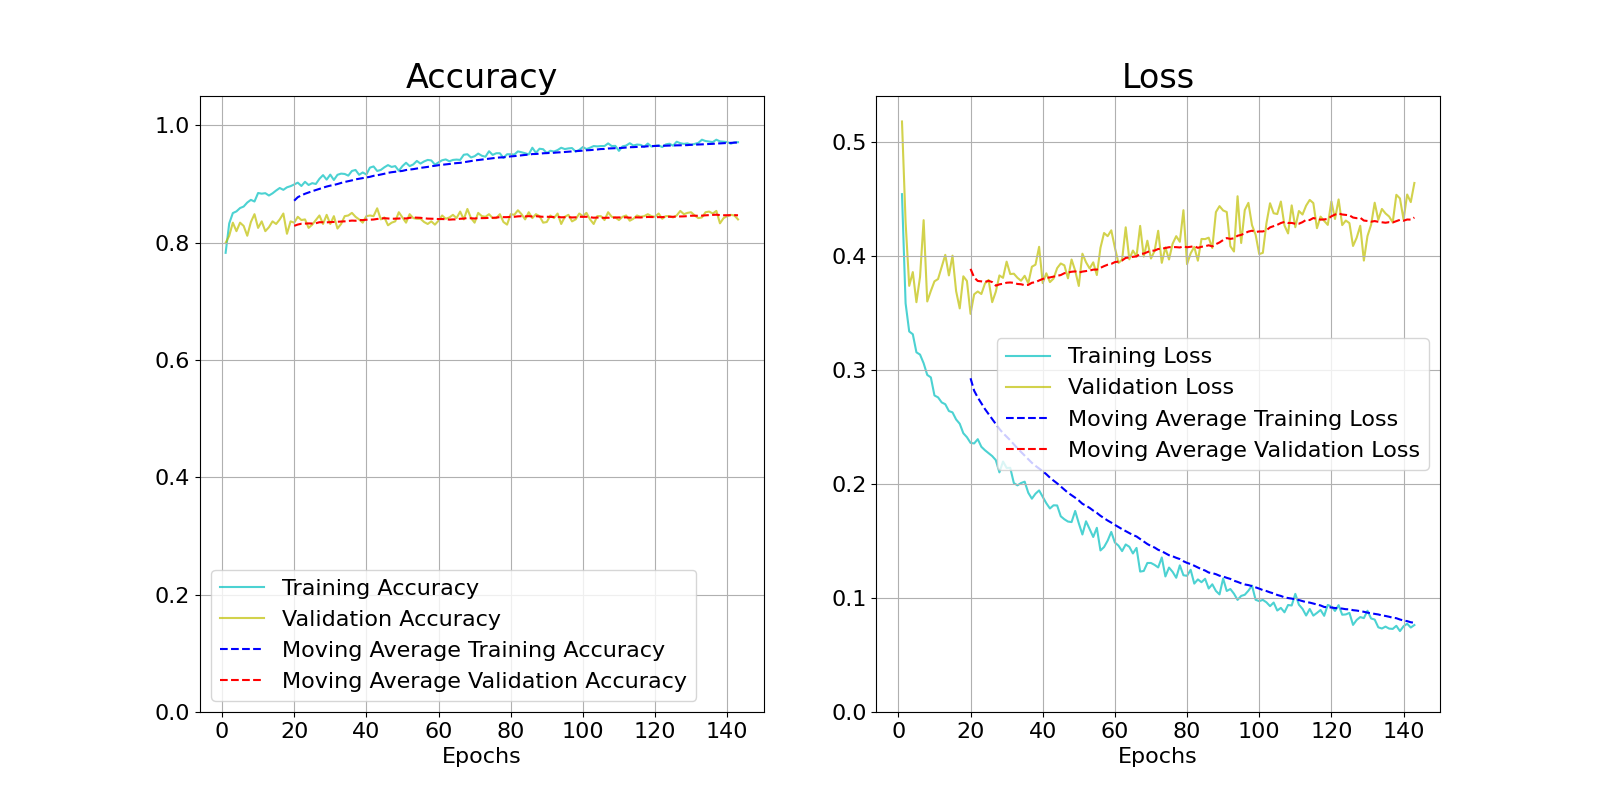 Accuracy
1.0
0.8
0.6
0.4
0.2
0.0
Training Accuracy
Validation Accuracy
Moving Average Training Accuracy
Moving Average Validation Accuracy
0 20 40 60 80 100 120 140
Epochs
Loss
0.5
0.4
0.3
0.2
0.1
0.0
Training Loss
Validation Loss
Moving Average Training Loss
Moving Average Validation Loss
0 20 40 60 80 100 120 140
Epochs